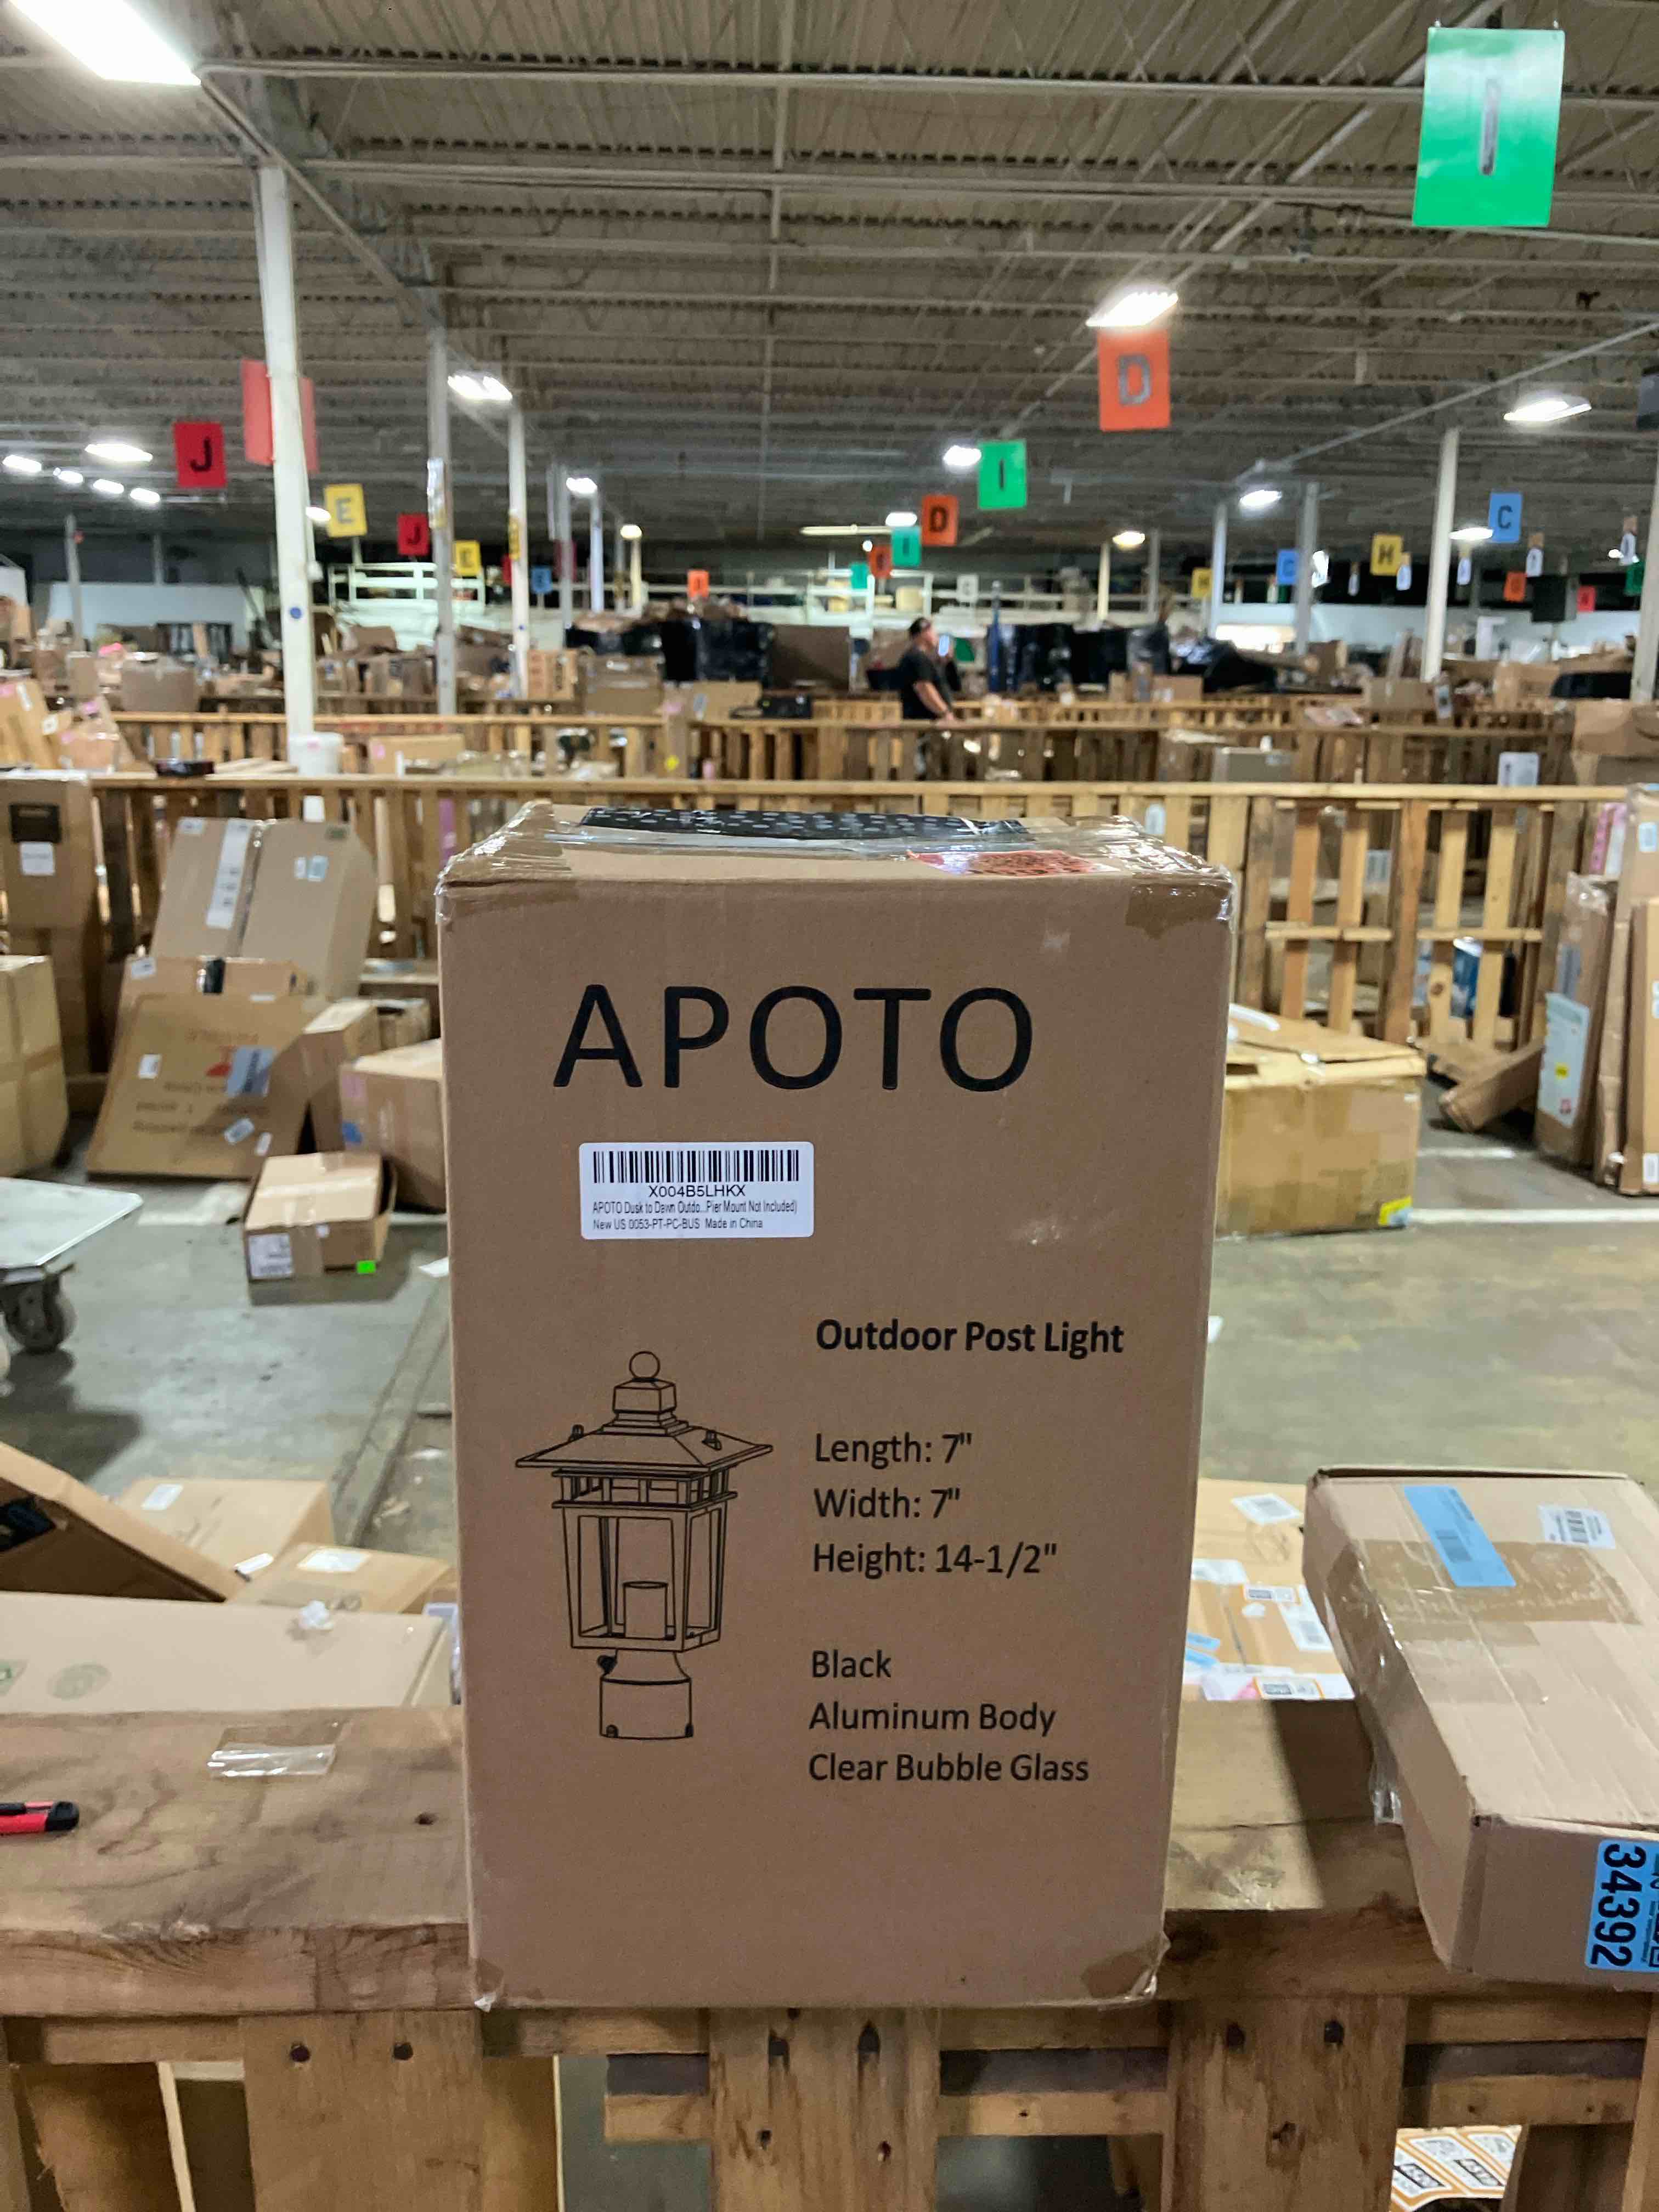 I
D
J
I
E
D
C
J
I
E
H
C
APOTO
X004B5LHKX
APOTO Dusk to Dawn Outdo...Pier Mount Not Included)
New US 0053-PT-PC-BUS Made in China
Outdoor Post Light
Length: 7"
Width: 7"
Height: 14-1/2"
Black
Aluminum Body
Clear Bubble Glass
34392